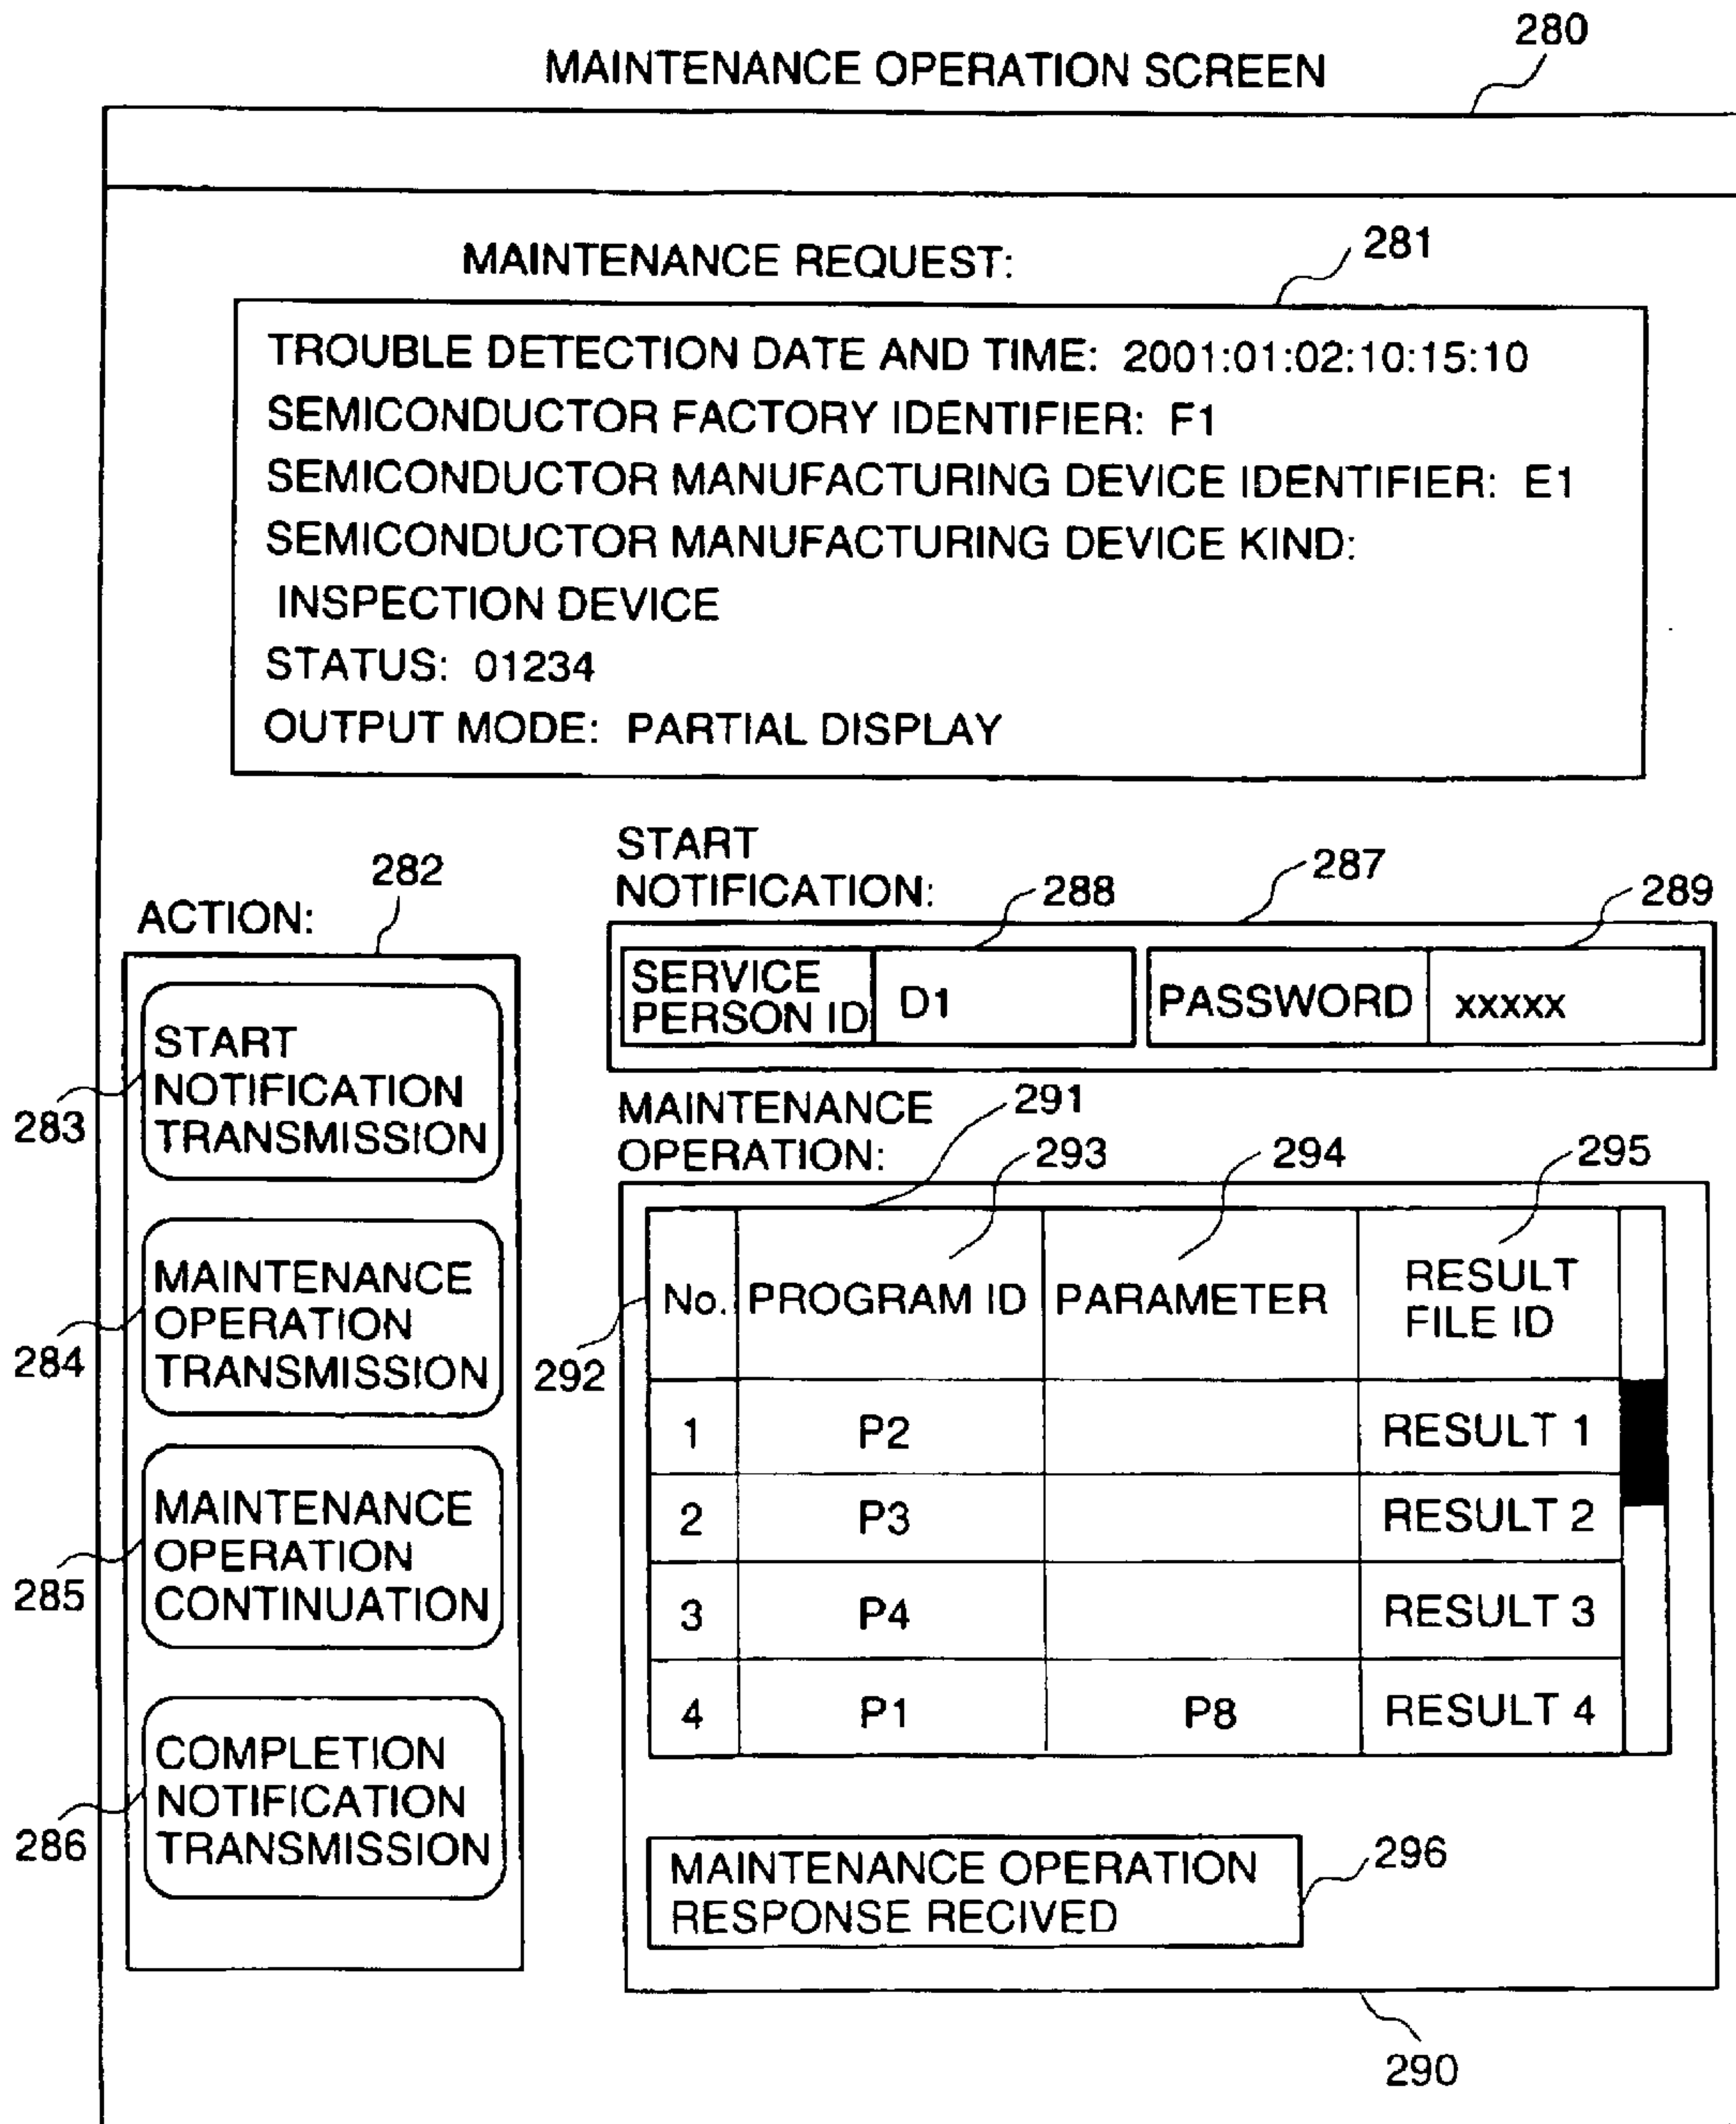 280
MAINTENANCE OPERATION SCREEN
MAINTENANCE REQUEST:
281
TROUBLE DETECTION DATE AND TIME: 2001:01:02:10:15:10
SEMICONDUCTOR FACTORY IDENTIFIER: F1
SEMICONDUCTOR MANUFACTURING DEVICE IDENTIFIER: E1
SEMICONDUCTOR MANUFACTURING DEVICE KIND:
INSPECTION DEVICE
STATUS: 01234
OUTPUT MODE: PARTIAL DISPLAY
282
ACTION:
283
START
NOTIFICATION
TRANSMISSION
284
MAINTENANCE
OPERATION
TRANSMISSION
285
MAINTENANCE
OPERATION
CONTINUATION
286
COMPLETION
NOTIFICATION
TRANSMISSION
START
NOTIFICATION:
288
287
289
SERVICE
PERSON ID
D1
PASSWORD
xxxxx
MAINTENANCE
OPERATION:
291
293
294
295
292
No. PROGRAM ID PARAMETER RESULT
FILE ID
1 P2 RESULT 1
2 P3 RESULT 2
3 P4 RESULT 3
4 P1 P8 RESULT 4
MAINTENANCE OPERATION
RESPONSE RECIVED
296
290